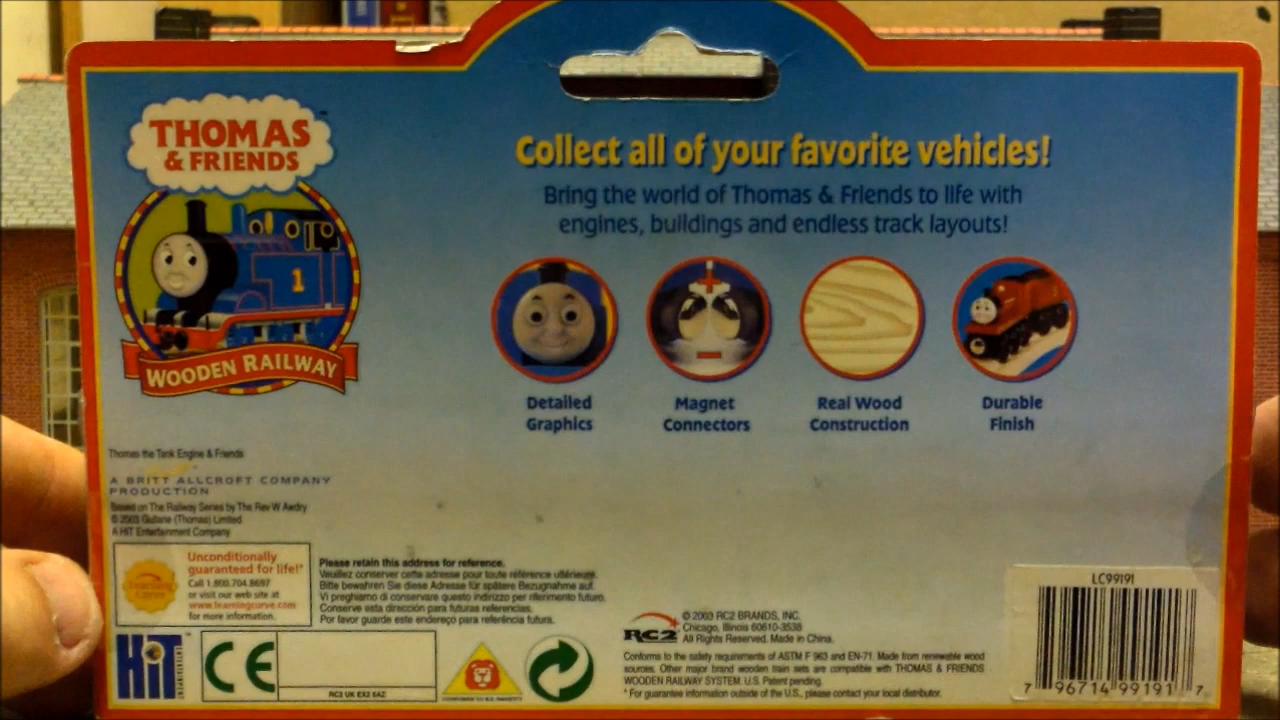 THOMAS
& FRIENDS
1
WOODEN RAILWAY
Collect all of your favorite vehicles!
Bring the world of Thomas & Friends to life with
engines, buildings and endless track layouts!
Detailed
Graphics
Magnet
Connectors
Real Wood
Construction
Durable
Finish
Thomas the Tank Engine & Friends
A BRITT ALLCROFT COMPANY
PRODUCTION
Based on The Railway Series by The Rev W Awdry
© 2003 Gullane (Thomas) Limited
A HIT Entertainment Company
Learning
Curve
Unconditionally
guaranteed for life!*
Call 1.800.704.8697
or visit our web site at
www.learningcurve.com
for more information.
Please retain this address for reference.
Veuillez conserver cette adresse pour toute référence ultérieure.
Bitte bewahren Sie diese Adresse für spätere Bezugnahme auf.
Vi preghiamo di conservare questo indirizzo per riferimento futuro.
Conserve esta dirección para futuras referencias.
Por favor guarde este endereço para referência futura.
HiT ENTERTAINMENT
CE
RC2 UK EX2 6AZ
RC2
© 2003 RC2 BRANDS, INC.
Chicago, Illinois 60610-3538
All Rights Reserved. Made in China.
Conforms to the safety requirements of ASTM F 963 and EN-71. Made from renewable wood
sources. Other major brand wooden train sets are compatible with THOMAS & FRIENDS
WOODEN RAILWAY SYSTEM. U.S. Patent pending.
* For guarantee information outside of the U.S., please contact your local distributor.
LC99191
7 96714 99191 7